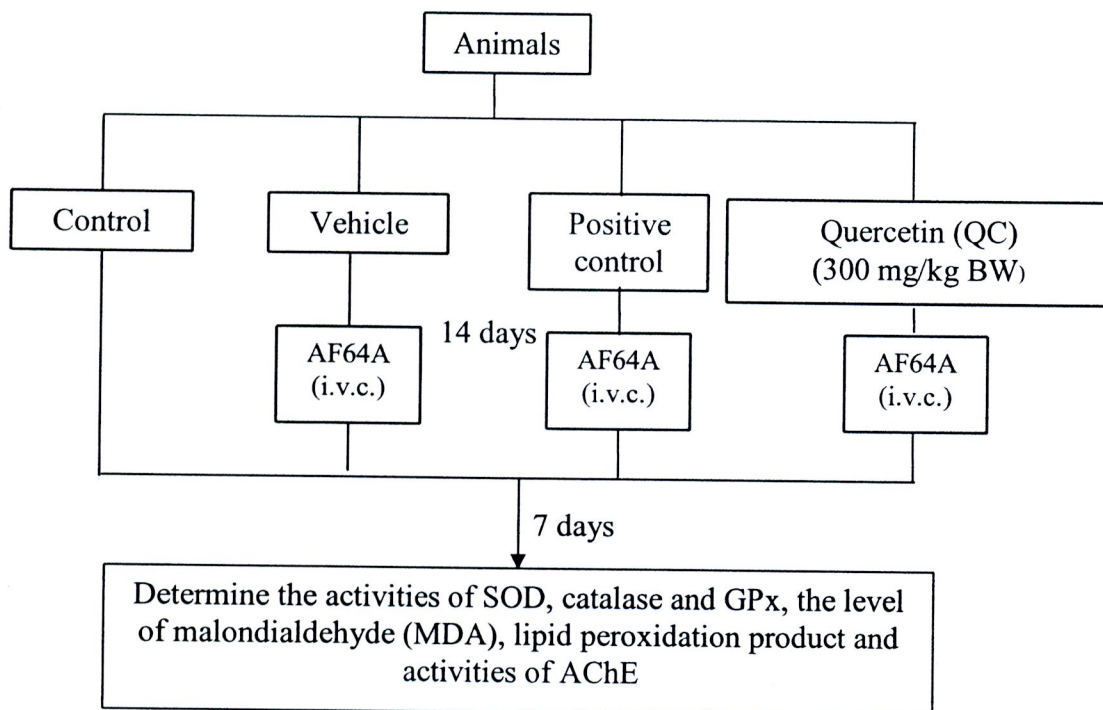 Animals
Control
Vehicle
Positive
control
Quercetin (QC)
(300 mg/kg BW)
14 days
AF64A
(i.v.c.)
AF64A
(i.v.c.)
AF64A
(i.v.c.)
7 days
Determine the activities of SOD, catalase and GPx, the level
of malondialdehyde (MDA), lipid peroxidation product and
activities of AChE